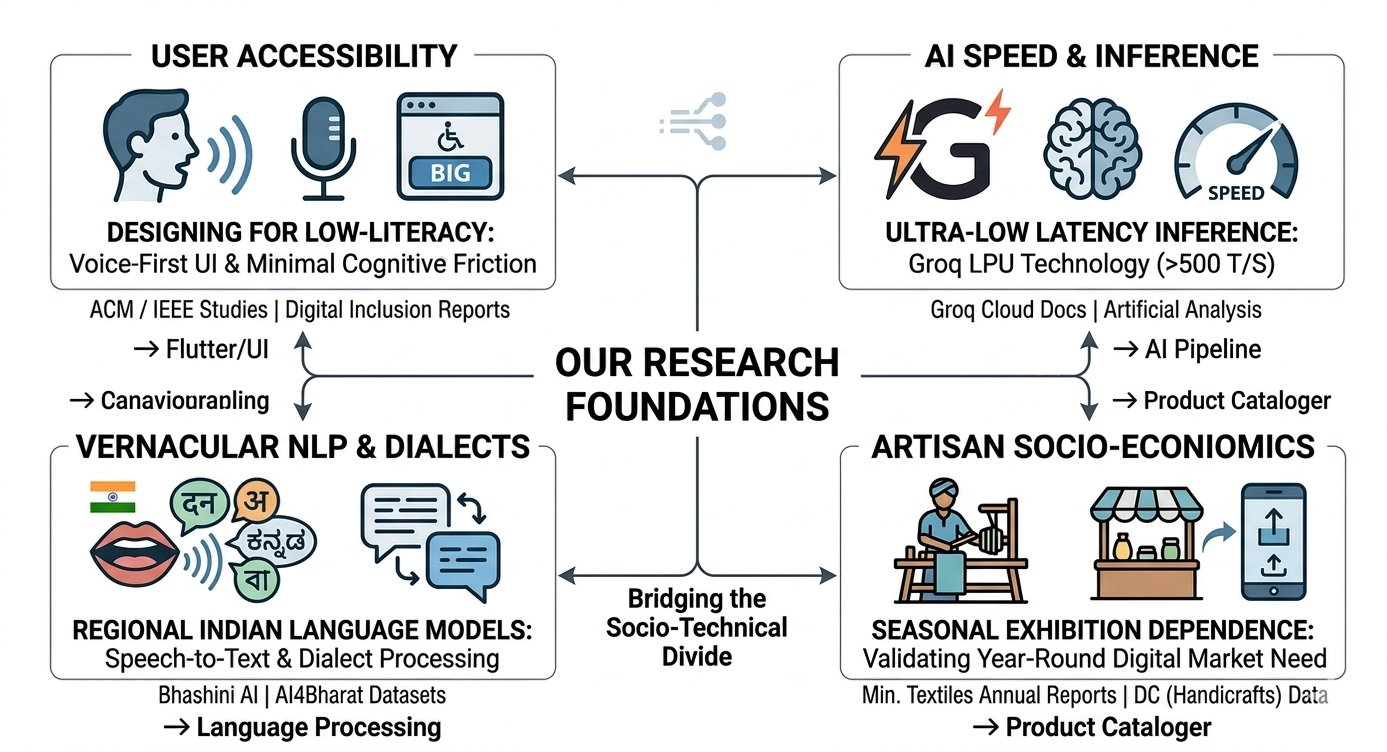 USER ACCESSIBILITY
BIG
DESIGNING FOR LOW-LITERACY:
Voice-First UI & Minimal Cognitive Friction
ACM / IEEE Studies | Digital Inclusion Reports
→ Flutter/UI
AI SPEED & INFERENCE
G
SPEED
ULTRA-LOW LATENCY INFERENCE:
Groq LPU Technology (>500 T/S)
Groq Cloud Docs | Artificial Analysis
→ AI Pipeline
→ Product Cataloger
OUR RESEARCH
FOUNDATIONS
VERNACULAR NLP & DIALECTS
दन
अ
ಕನ್ನಡ
বা
REGIONAL INDIAN LANGUAGE MODELS:
Speech-to-Text & Dialect Processing
Bhashini AI | AI4Bharat Datasets
→ Language Processing
Bridging the
Socio-Technical
Divide
ARTISAN SOCIO-ECONIOMICS
SEASONAL EXHIBITION DEPENDENCE:
Validating Year-Round Digital Market Need
Min. Textiles Annual Reports | DC (Handicrafts) Data
→ Product Cataloger